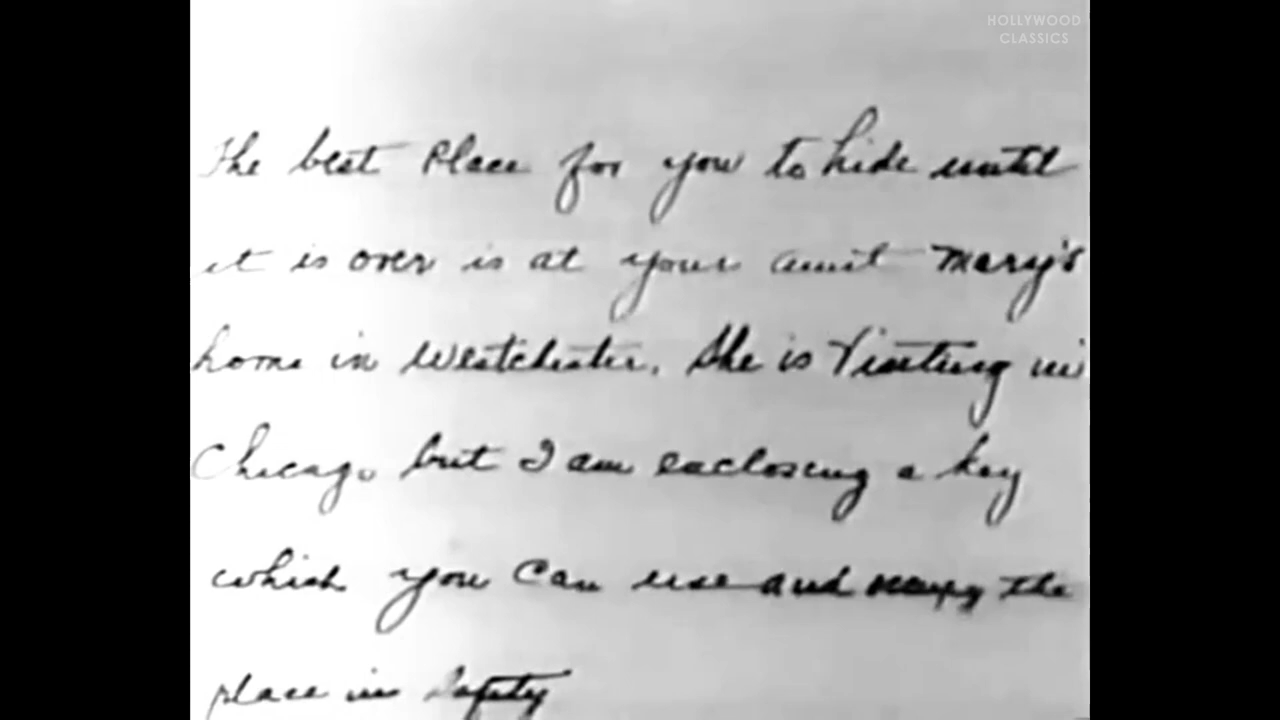 HOLLYWOOD
CLASSICS
The best Place for you to hide until
it is over is at your aunt Mary's
home in Westchester. She is Visiting in
Chicago but I am enclosing a key
which you can use and occupy the
place in safety